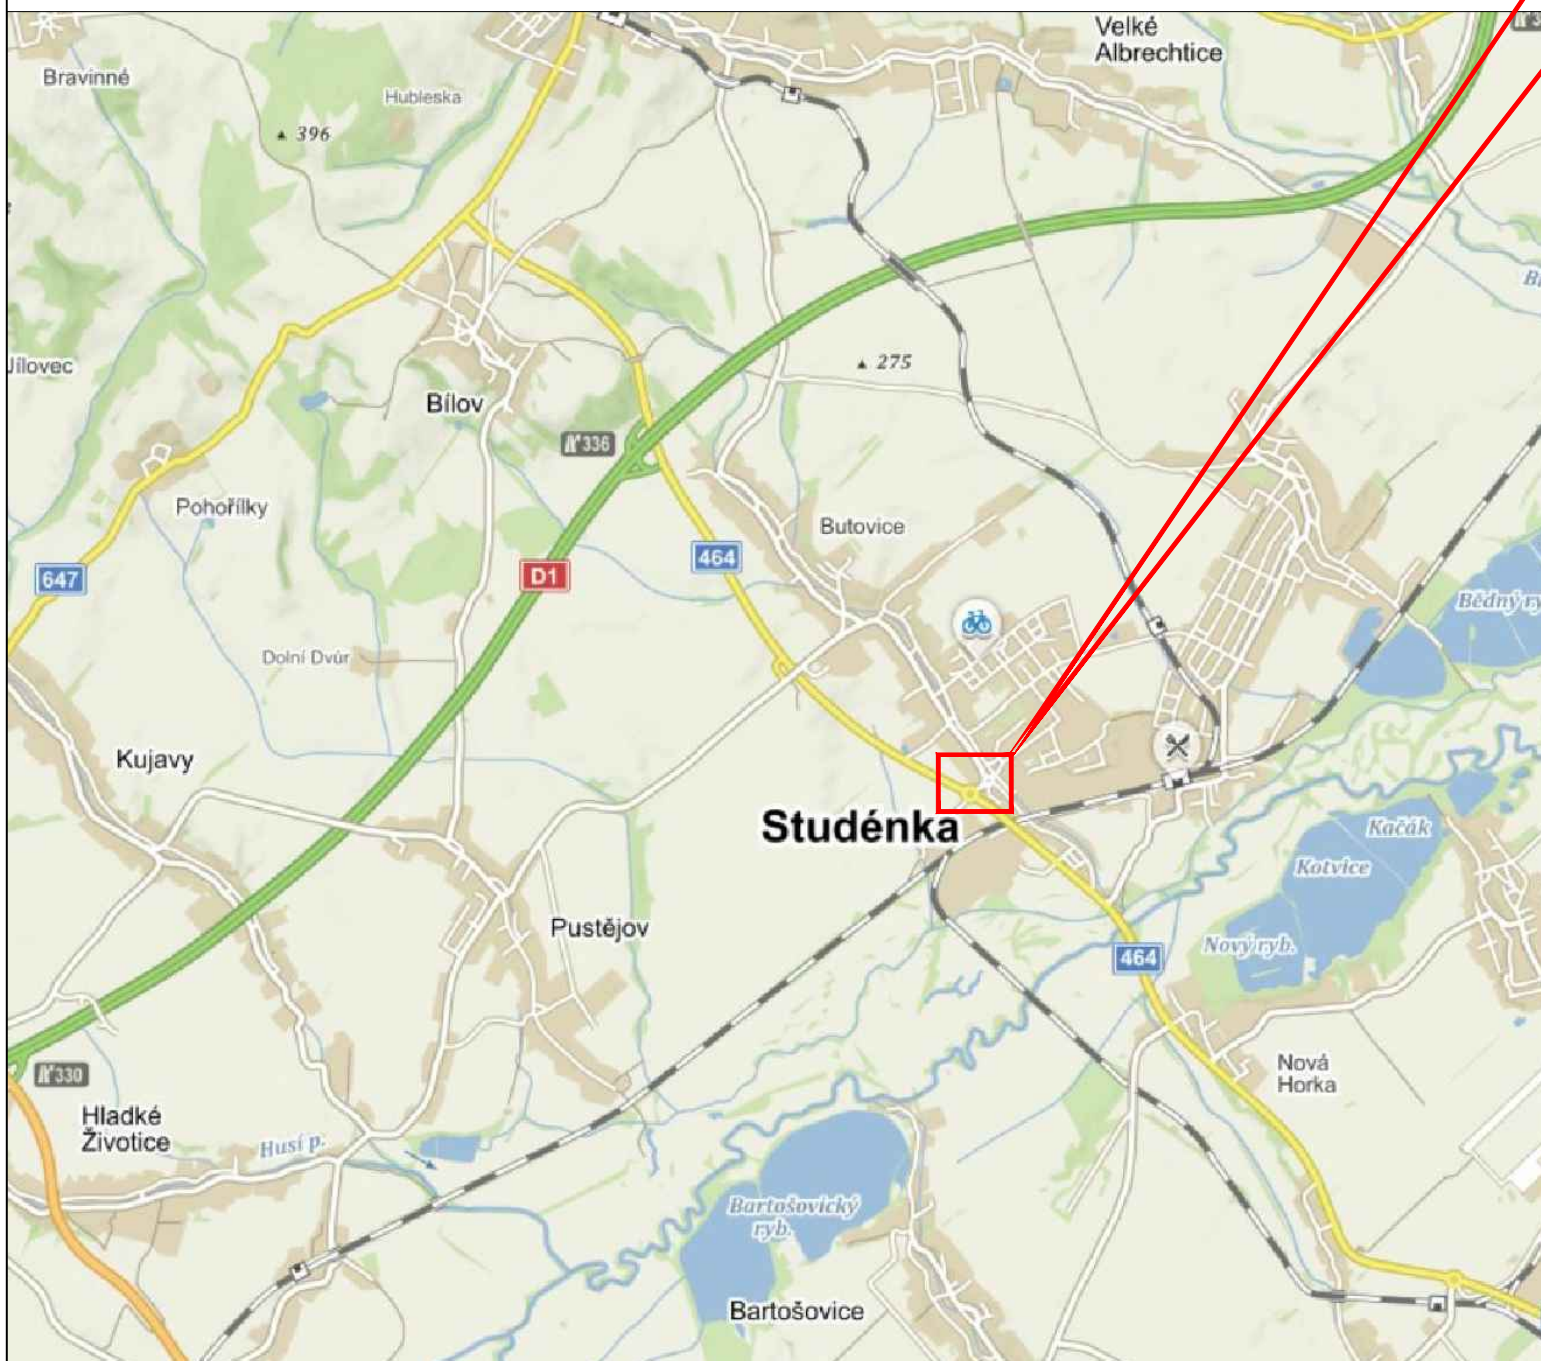 Velké
Albrechtice
Bravinné
Hubleska
396
Jílovec
275
Bílov
336
Pohořílky
Butovice
464
647
D1
Bědný ry
Dolní Dvůr
Kujavy
Studénka
Kačák
Kotvice
Pustějov
Nový ryb.
464
Nová
Horka
330
Hladké
Životice
Husí p.
Bartošovický
ryb.
Bartošovice